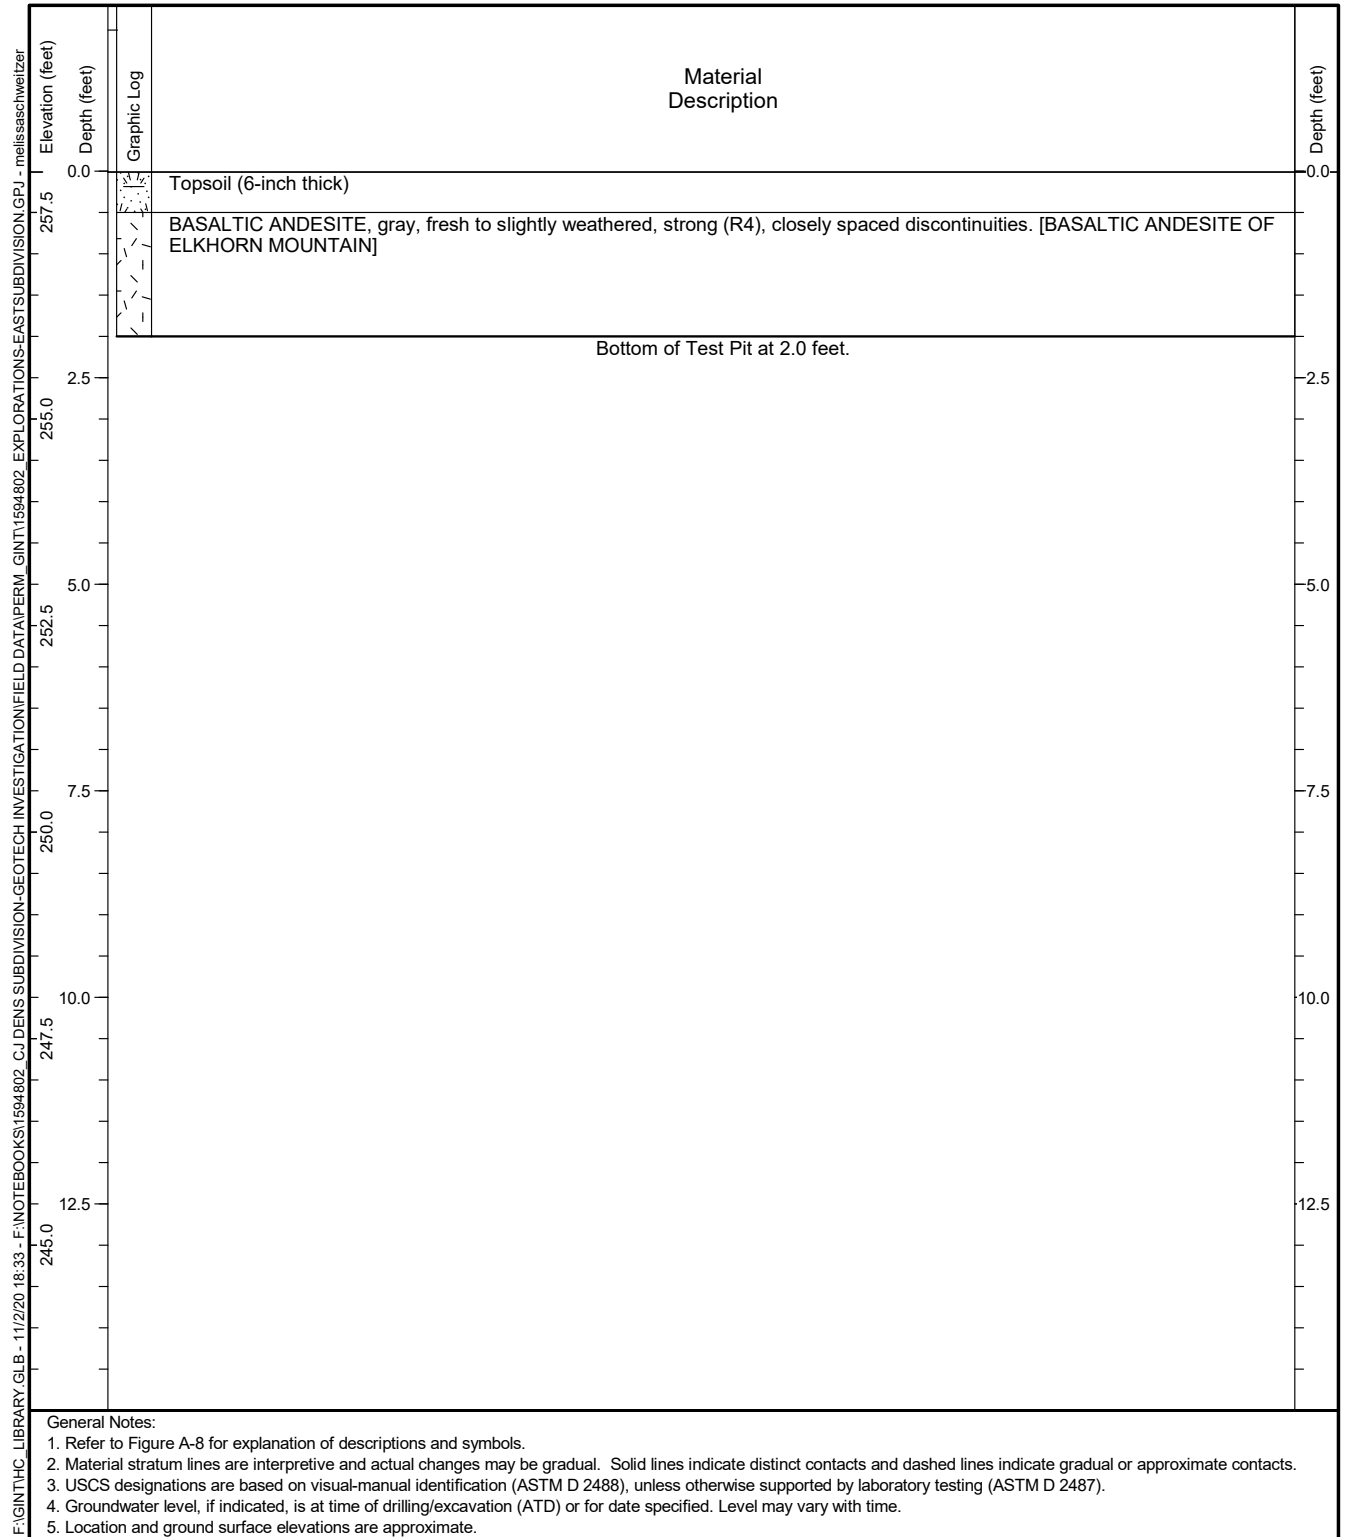 F:\GINT\HC_LIBRARY.GLB - 11/2/20 18:33 - F:\NOTEBOOKS\1594802_CJ DENS SUBDIVISION-GEOTECH INVESTIGATION\FIELD DATA\PERM_GINT\1594802_EXPLORATIONS-EASTSUBDIVISION.GPJ - melissaschweitzer
Elevation (feet)
Depth (feet)
Graphic Log
Material
Description
Depth (feet)
0.0 0.0
Topsoil (6-inch thick)
257.5
BASALTIC ANDESITE, gray, fresh to slightly weathered, strong (R4), closely spaced discontinuities. [BASALTIC ANDESITE OF
ELKHORN MOUNTAIN]
Bottom of Test Pit at 2.0 feet.
2.5 2.5
255.0
5.0 5.0
252.5
7.5 7.5
250.0
10.0 10.0
247.5
12.5 12.5
245.0
General Notes:
1. Refer to Figure A-8 for explanation of descriptions and symbols.
2. Material stratum lines are interpretive and actual changes may be gradual. Solid lines indicate distinct contacts and dashed lines indicate gradual or approximate contacts.
3. USCS designations are based on visual-manual identification (ASTM D 2488), unless otherwise supported by laboratory testing (ASTM D 2487).
4. Groundwater level, if indicated, is at time of drilling/excavation (ATD) or for date specified. Level may vary with time.
5. Location and ground surface elevations are approximate.